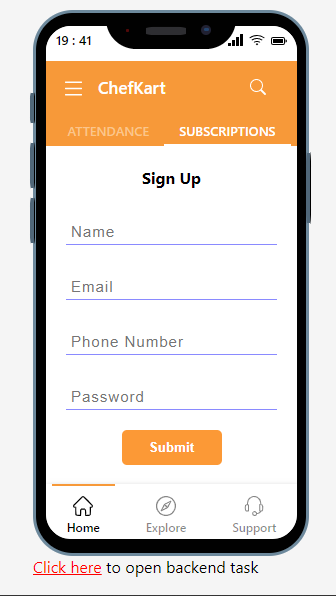 19 : 41
ChefKart
ATTENDANCE SUBSCRIPTIONS
Sign Up
Name
Email
Phone Number
Password
Submit
Home Explore Support
Click here to open backend task